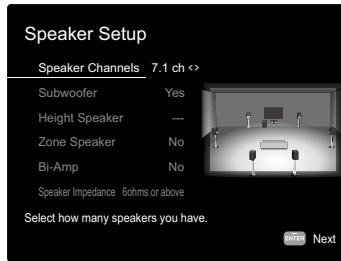 Speaker Setup
Speaker Channels 7.1 ch <>
Subwoofer Yes
Height Speaker ---
Zone Speaker No
Bi-Amp No
Speaker Impedance 6ohms or above
Select how many speakers you have.
ENTER Next